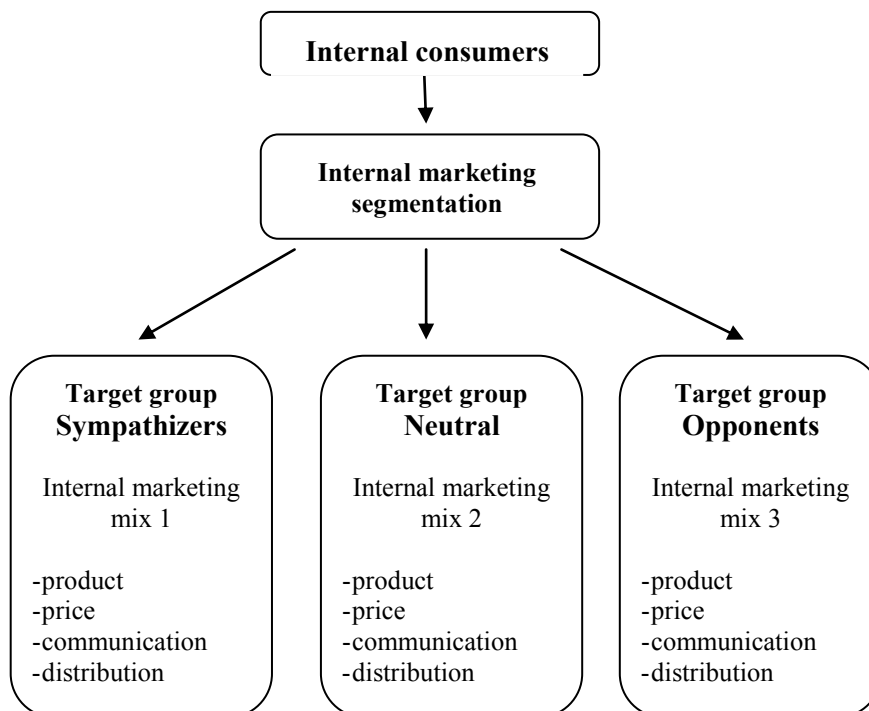 Internal consumers
Internal marketing
segmentation
Target group
Sympathizers
Internal marketing
mix 1
-product
-price
-communication
-distribution
Target group
Neutral
Internal marketing
mix 2
-product
-price
-communication
-distribution
Target group
Opponents
Internal marketing
mix 3
-product
-price
-communication
-distribution